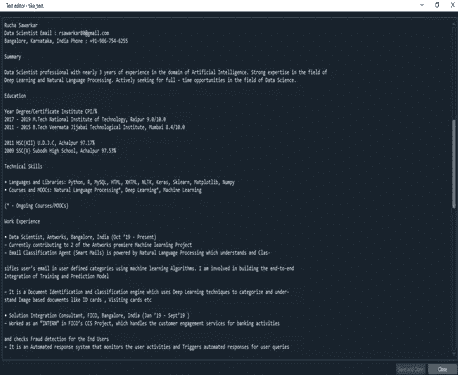 Text editor - tika_text
Rucha Sawarkar
Data Scientist Email : rsawarkar80@gmail.com
Bangalore, Karnataka, India Phone : +91-986-754-6255
Summary
Data Scientist professional with nearly 3 years of experience in the domain of Artificial Intelligence. Strong expertise in the field of
Deep Learning and Natural Language Processing. Actively seeking for full - time opportunities in the field of Data Science.
Education
Year Degree/Certificate Institute CPI/%
2017 - 2019 M.Tech National Institute of Technology, Raipur 9.0/10.0
2011 - 2015 B.Tech Veermata Jijabai Technological Institute, Mumbai 8.4/10.0
2011 HSC(XII) U.D.J.C, Achalpur 97.17%
2009 SSC(X) Subodh High School, Achalpur 97.53%
Technical Skills
• Languages and Libraries: Python, R, MySQL, HTML, XHTML, NLTK, Keras, Sklearn, Matplotlib, Numpy
• Courses and MOOCs: Natural Language Processing*, Deep Learning*, Machine Learning
(* - Ongoing Courses/MOOCs)
Work Experience
• Data Scientist, Antworks, Bangalore, India (Oct '19 - Present)
– Currently contributing to 2 of the Antworks premiere Machine learning Project
– Email Classification Agent (Smart Mails) is powered by Natural Language Processing which understands and Clas-
sifies user's email in user defined categories using machine learning Algorithms. I am involved in building the end-to-end
Integration of Training and Prediction Model
– It is a Document Identification and classification engine which uses Deep Learning techniques to categorize and under-
stand Image based documents like ID cards , Visiting cards etc
• Solution Integration Consultant, FICO, Bangalore, India (Jan '19 - Sept'19 )
– Worked as an "INTERN" in FICO's CCS Project, which handles the customer engagement services for banking activities
and checks Fraud detection for the End Users
– It is an Automated response system that monitors the user activities and Triggers automated responses for user queries
Save and Close
Close